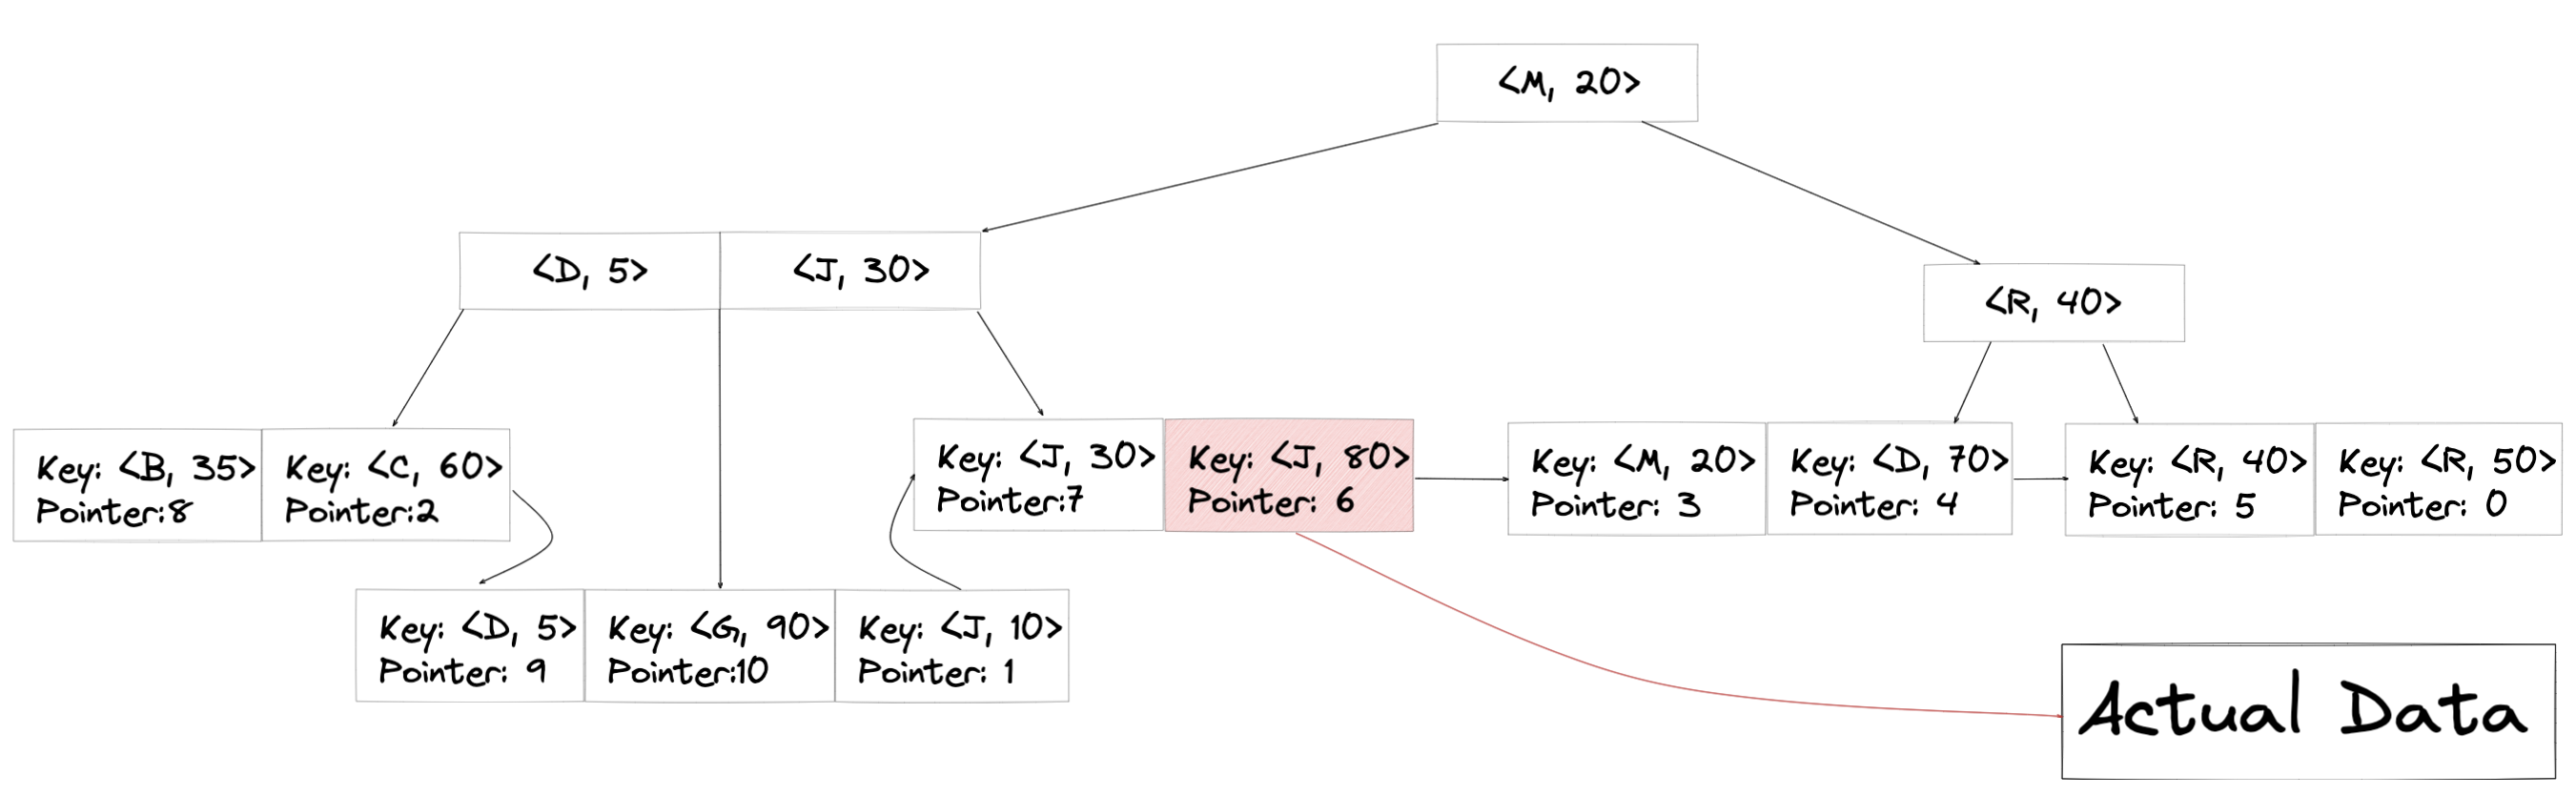 <M, 20>
<D, 5>
<J, 30>
<R, 40>
Key: <B, 35>
Pointer:8
Key: <C, 60>
Pointer:2
Key: <J, 30>
Pointer:7
Key: <J, 80>
Pointer: 6
Key: <M, 20>
Pointer: 3
Key: <D, 70>
Pointer: 4
Key: <R, 40>
Pointer: 5
Key: <R, 50>
Pointer: 0
Key: <D, 5>
Pointer: 9
Key: <G, 90>
Pointer:10
Key: <J, 10>
Pointer: 1
Actual Data